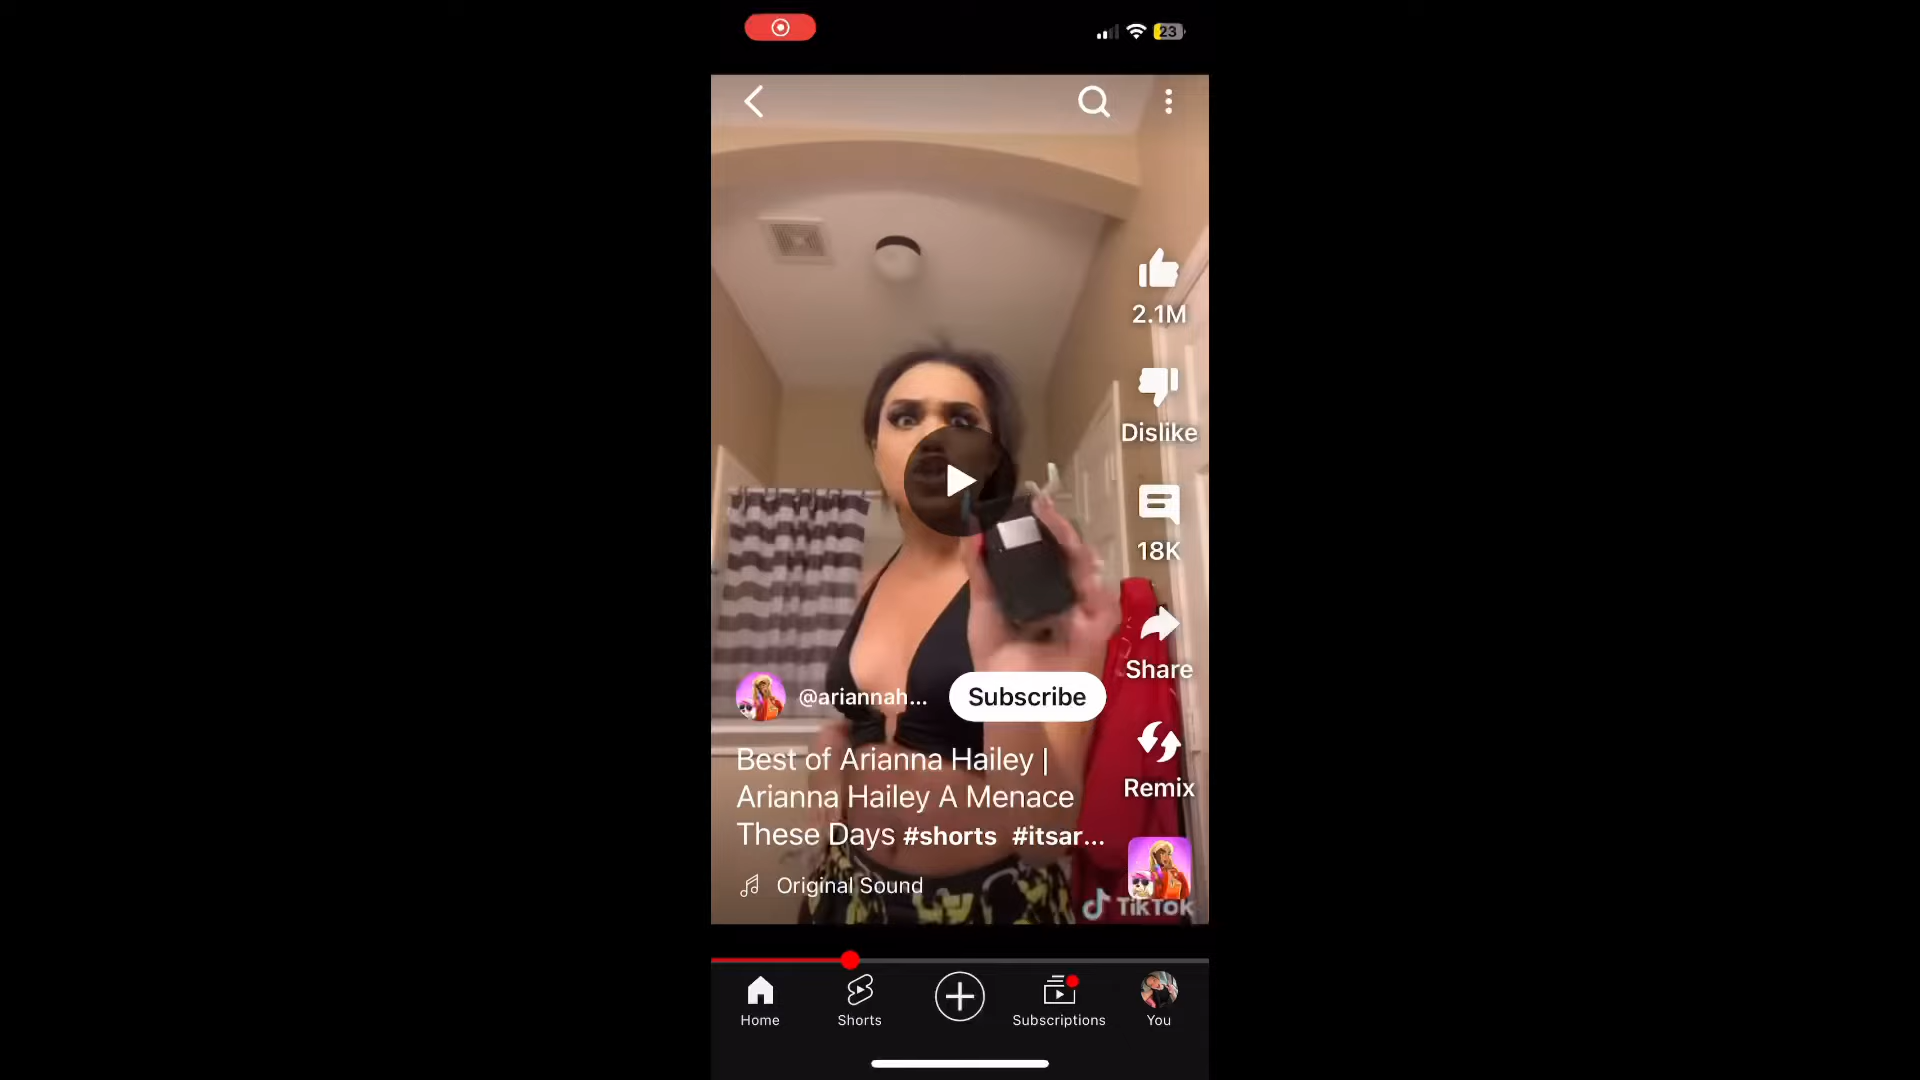 23
2.1M
Dislike
18K
Share
@ariannah...
Subscribe
Best of Arianna Hailey |
Arianna Hailey A Menace
These Days #shorts #itsar...
Remix
Original Sound
TikTok
Home
Shorts
Subscriptions
You